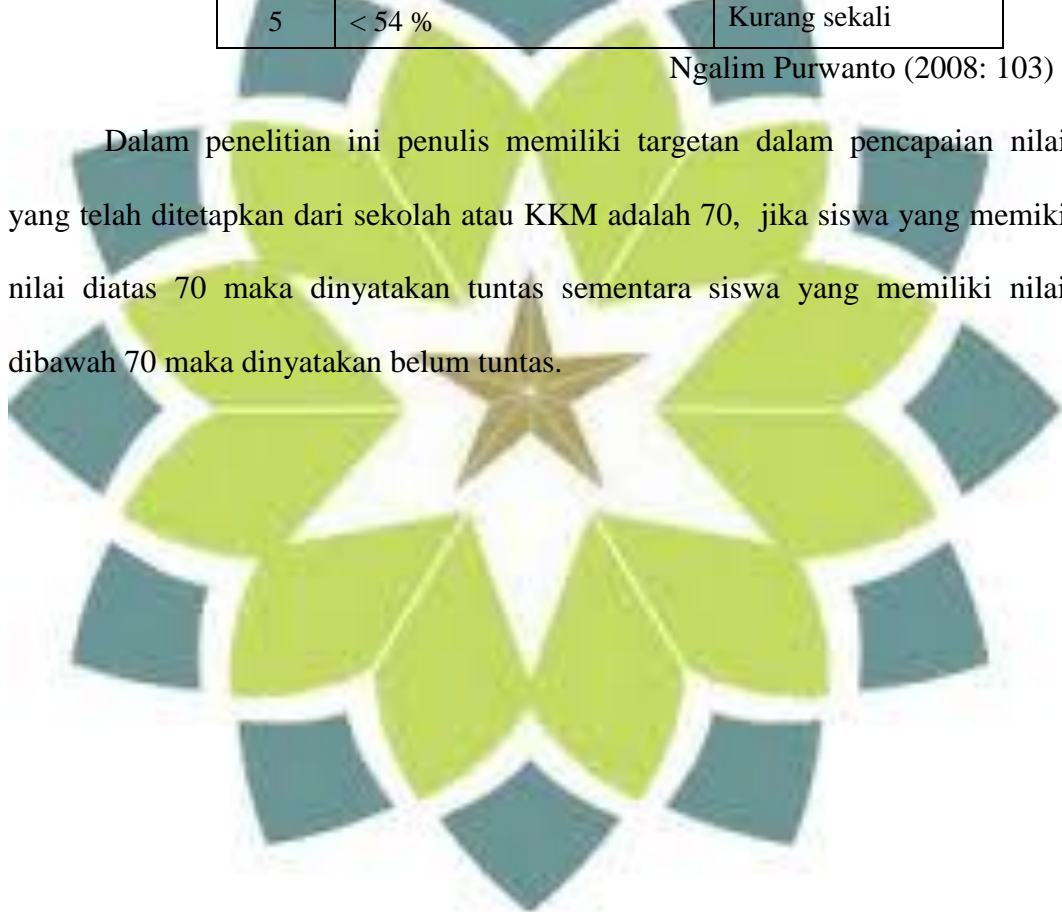 5 < 54 % Kurang sekali
Ngalim Purwanto (2008: 103)
Dalam penelitian ini penulis memiliki targetan dalam pencapaian nilai
yang telah ditetapkan dari sekolah atau KKM adalah 70, jika siswa yang memiki
nilai diatas 70 maka dinyatakan tuntas sementara siswa yang memiliki nilai
dibawah 70 maka dinyatakan belum tuntas.